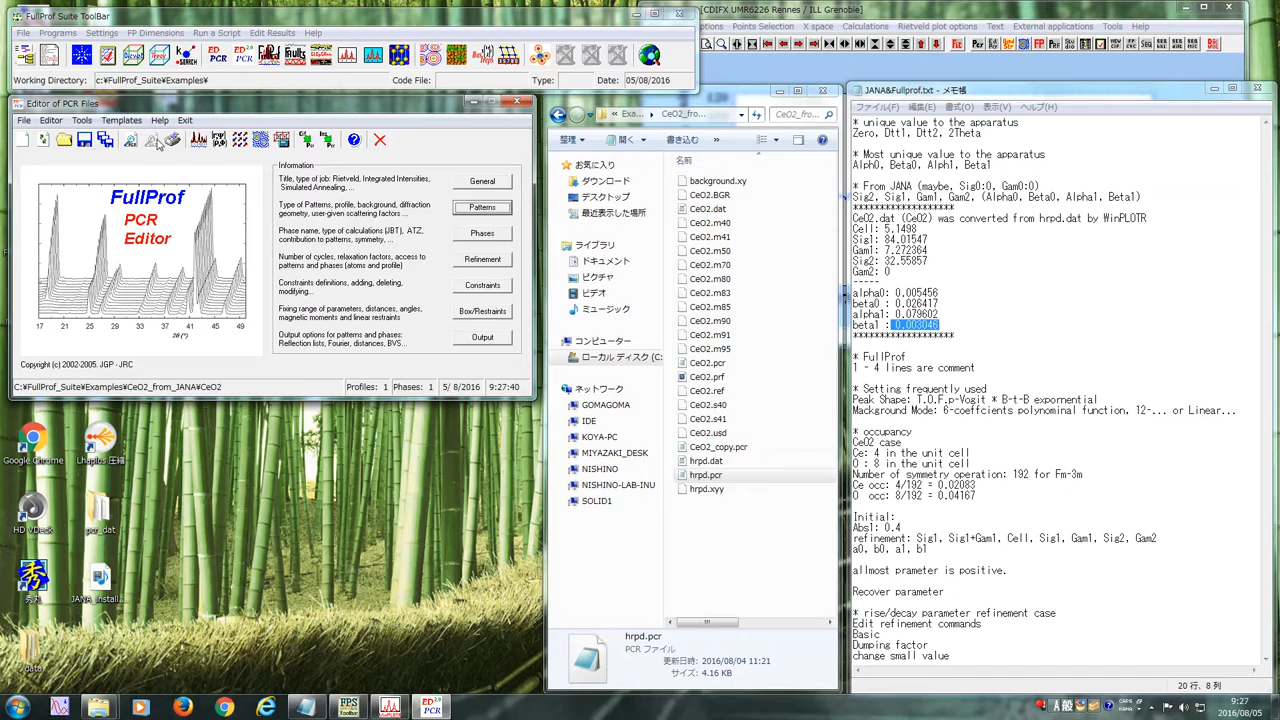 FullProf Suite ToolBar
File Programs Settings FP Dimensions Run a Script Edit Results Help
Working Directory: c:¥FullProf_Suite¥Examples¥ Code File: Type: Date: 05/08/2016
[CDIFX UMR6226 Rennes / ILL Grenoble]
Points Selection X space Calculations Rietveld plot Options Text External applications Tools Help
Editor of PCR Files
File Editor Tools Templates Help Exit
FullProf
PCR
Editor
17 21 25 29 33 37 41 45 49
2θ (°)
Copyright (c) 2002-2005. JGP - JRC
Information
Title, type of job: Rietveld, Integrated Intensities,
Simulated Annealing, ...
General
Type of Patterns, profile, background, diffraction
geometry, user-given scattering factors ...
Patterns
Phase name, type of calculations (JBT), ATZ,
contribution to patterns, symmetry, ...
Phases
Number of cycles, relaxation factors, access to
patterns and phases (atoms and profile)
Refinement
Constraints definitions, adding, deleting,
modifiying...
Constraints
Fixing range of parameters, distances, angles,
magnetic moments and linear restraints
Box/Restraints
Output options for patterns and phases:
Reflection lists, Fourier, distances, BVS...
Output
C:¥FullProf_Suite¥Examples¥CeO2_from_JANA¥CeO2 Profiles: 1 Phases: 1 5/ 8/2016 9:27:40
Exa... CeO2_fro... CeO2_fro...
整理 開く 書き込む »
お気に入り
ダウンロード
デスクトップ
最近表示した場所
ライブラリ
ドキュメント
ピクチャ
ビデオ
ミュージック
コンピューター
ローカル ディスク (C:
ネットワーク
GOMAGOMA
IDE
KOYA-PC
MIYAZAKI_DESK
NISHINO
NISHINO-LAB-INU
SOLID1
名前
background.xy
CeO2.BGR
CeO2.dat
CeO2.m40
CeO2.m41
CeO2.m50
CeO2.m70
CeO2.m80
CeO2.m83
CeO2.m85
CeO2.m90
CeO2.m91
CeO2.m95
CeO2.pcr
CeO2.prf
CeO2.ref
CeO2.s40
CeO2.s41
CeO2.usd
CeO2_copy.pcr
hrpd.dat
hrpd.pcr
hrpd.xyy
hrpd.pcr
PCR ファイル
更新日時: 2016/08/04 11:21
サイズ: 4.16 KB
JANA&Fullprof.txt - メモ帳
ファイル(F) 編集(E) 書式(O) 表示(V) ヘルプ(H)
* unique value to the apparatus
Zero, Dtt1, Dtt2, 2Theta
* Most unique value to the apparatus
Alph0, Beta0, Alph1, Beta1
* From JANA (maybe, Sig0:0, Gam0:0)
Sig2, Sig1, Gam1, Gam2, (Alpha0, Beta0, Alpha1, Beta1)
*******************
CeO2.dat (CeO2) was converted from hrpd.dat by WinPLOTR
Cell: 5.1498
Sig1: 84.01547
Gam1: 7.272364
Sig2: 32.55857
Gam2: 0
-----
alpha0: 0.005456
beta0 : 0.026417
alpha1: 0.079602
beta1 : 0.003046
*******************
* FullProf
1 - 4 lines are comment
* Setting frequently used
Peak Shape: T.O.F.p-Vogit * B-t-B exporential
Mackground Mode: 6-coeffcients polynomial function, 12-... or Linear...
* occupancy
CeO2 case
Ce: 4 in the unit cell
O : 8 in the unit cell
Number of symmetry operation: 192 for Fm-3m
Ce occ: 4/192 = 0.02083
O occ: 8/192 = 0.04167
Initial:
Abs1: 0.4
refinement: Sig1, Sig1+Gam1, Cell, Sig1, Gam1, Sig2, Gam2
a0, b0, a1, b1
allmost prameter is positive.
Recover parameter
* rise/decay parameter refinement case
Edit refinement commands
Basic
Dumping factor
change small value
20 行、8 列
Google Chrome
Lhaplus 圧縮
HD VDeck
pcr_dat
秀丸
JANA_install...
data
9:27
2016/08/05